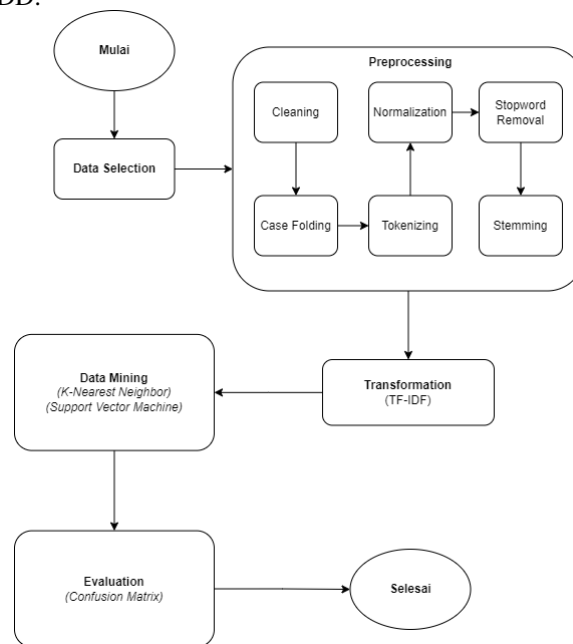 DD.
Mulai
Data Selection
Preprocessing
Cleaning
Case Folding
Tokenizing
Normalization
Stopword
Removal
Stemming
Transformation
(TF-IDF)
Data Mining
(K-Nearest Neighbor)
(Support Vector Machine)
Evaluation
(Confusion Matrix)
Selesai